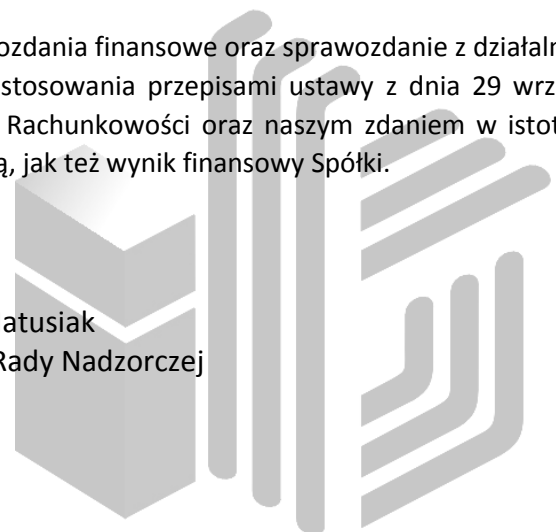 ozdania finansowe oraz sprawozdanie z działaln
stosowania przepisami ustawy z dnia 29 wrz
Rachunkowości oraz naszym zdaniem w istot
ą, jak też wynik finansowy Spółki.
atusiak
Rady Nadzorczej